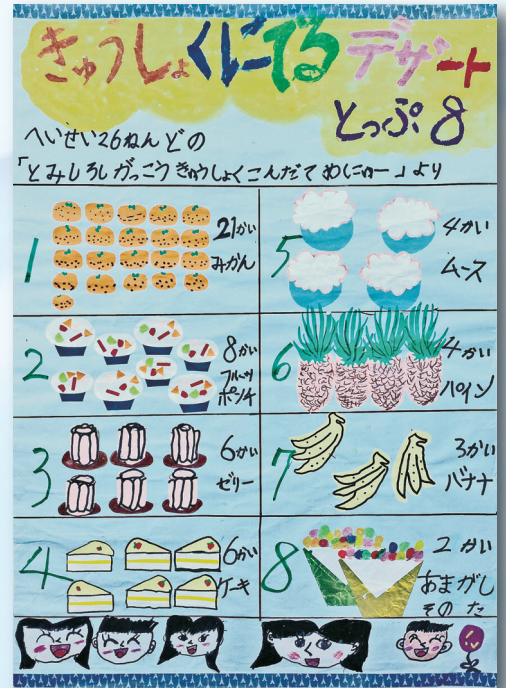 きゅうしょくにでるデザート
とっぷ8
へいせい26ねんどの
「とみしろしがっこうきゅうしょくこんだてめにゅー」より
1
21かい
みかん
2
8かい
フルーツ
ポンチ
3
6かい
ゼリー
4
6かい
ケーキ
5
4かい
ムース
6
4かい
パイン
7
3かい
バナナ
8
2かい
あまがし
そのた